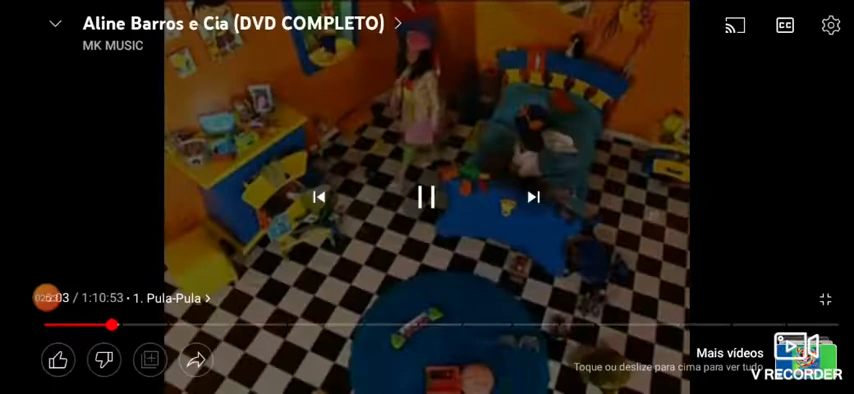 Aline Barros e Cia (DVD COMPLETO)
MK MUSIC
CC
/ 1:10:53 • 1. Pula-Pula
Mais vídeos
Toque ou deslize para cima para ver tudo
V RECORDER